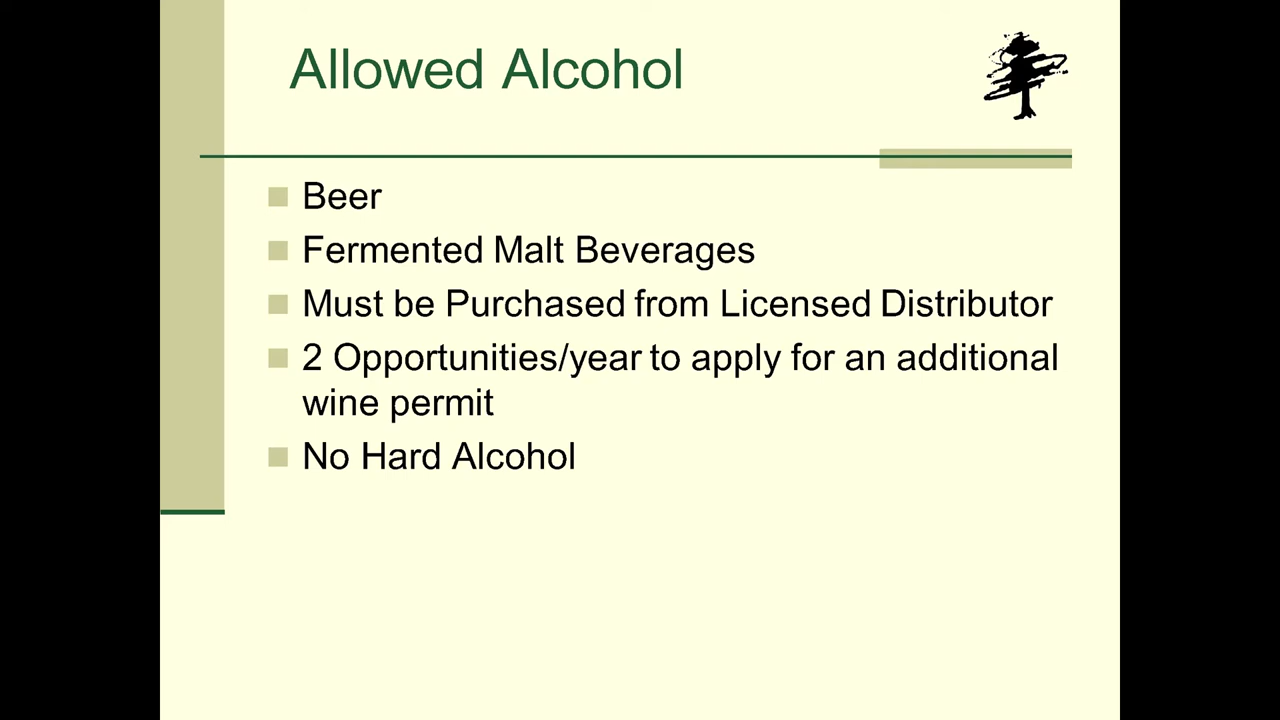 Allowed Alcohol
Beer
Fermented Malt Beverages
Must be Purchased from Licensed Distributor
2 Opportunities/year to apply for an additional
wine permit
No Hard Alcohol